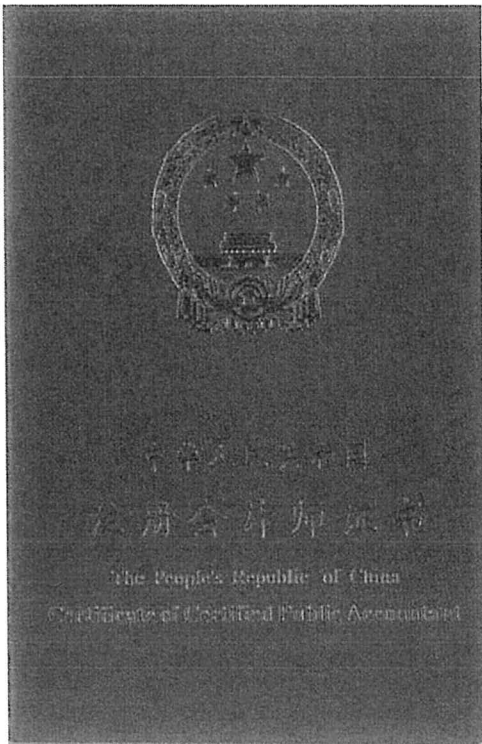 中华人民共和国
注册会计师证书
The People's Republic of China
Certificate of Certified Public Accountant